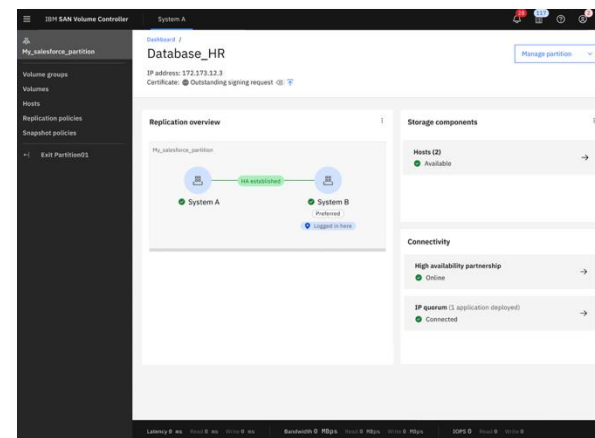 IBM SAN Volume Controller
System A
28
117
My_salesforce_partition
Volume groups
Volumes
Hosts
Replication policies
Snapshot policies
Exit Partition01
Dashboard /
Database_HR
Manage partition
IP address: 172.173.12.3
Certificate: Outstanding signing request
Replication overview
My_salesforce_partition
HA established
System A
System B
Preferred
Logged in here
Storage components
Hosts (2)
Available
Connectivity
High availability partnership
Online
IP quorum (1 application deployed)
Connected
Latency 0 ms Read 0 ms Write 0 ms Bandwidth 0 MBps Read 0 MBps Write 0 MBps IOPS 0 Read 0 Write 0